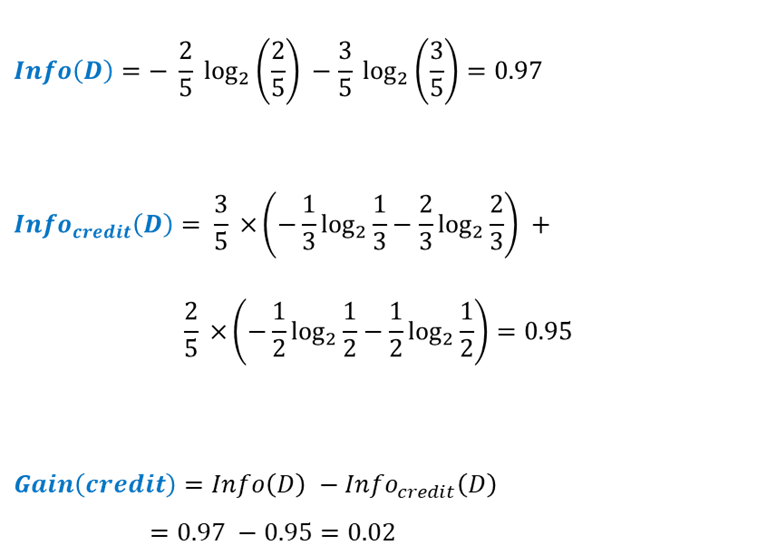 Info(D) = − 2/5 log₂ (2/5) − 3/5 log₂ (3/5) = 0.97
Info_credit(D) = 3/5 × (− 1/3 log₂ 1/3 − 2/3 log₂ 2/3) +
2/5 × (− 1/2 log₂ 1/2 − 1/2 log₂ 1/2) = 0.95
Gain(credit) = Info(D) − Info_credit(D)
= 0.97 − 0.95 = 0.02